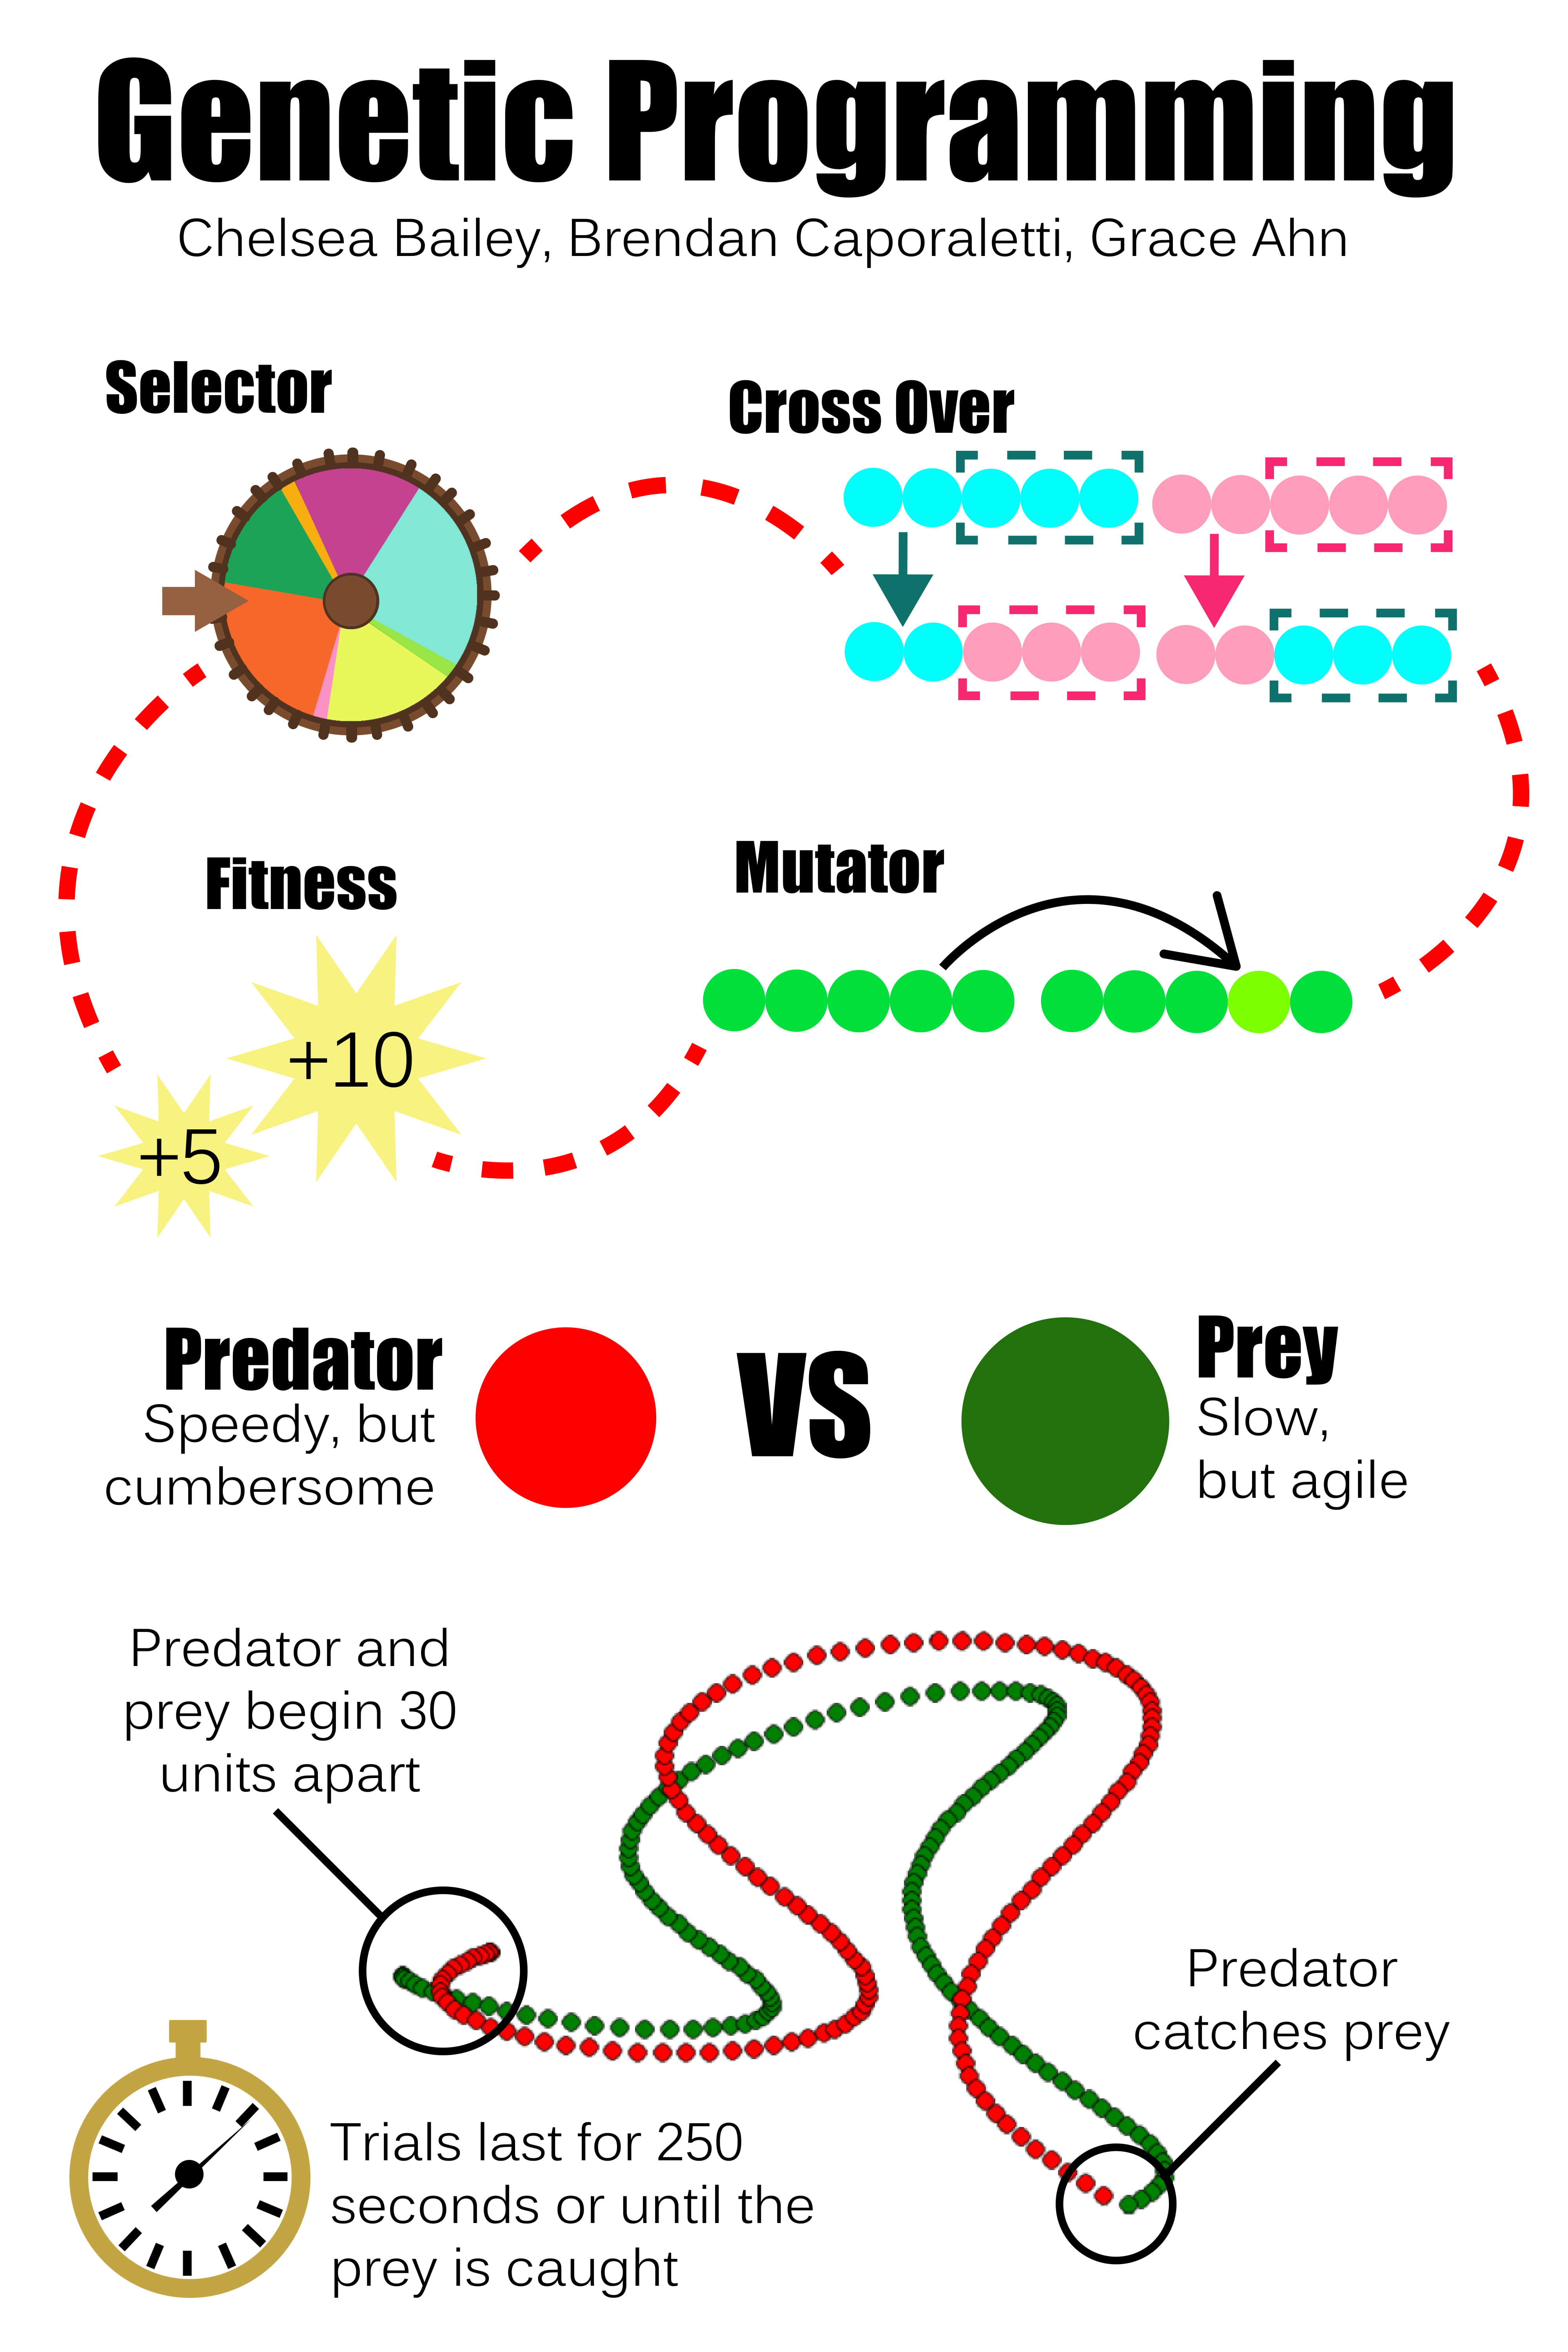 Genetic Programming
Chelsea Bailey, Brendan Caporaletti, Grace Ahn
Selector
Cross Over
Fitness
+10
+5
Mutator
Predator
Speedy, but
cumbersome
VS
Prey
Slow,
but agile
Predator and
prey begin 30
units apart
Predator
catches prey
Trials last for 250
seconds or until the
prey is caught